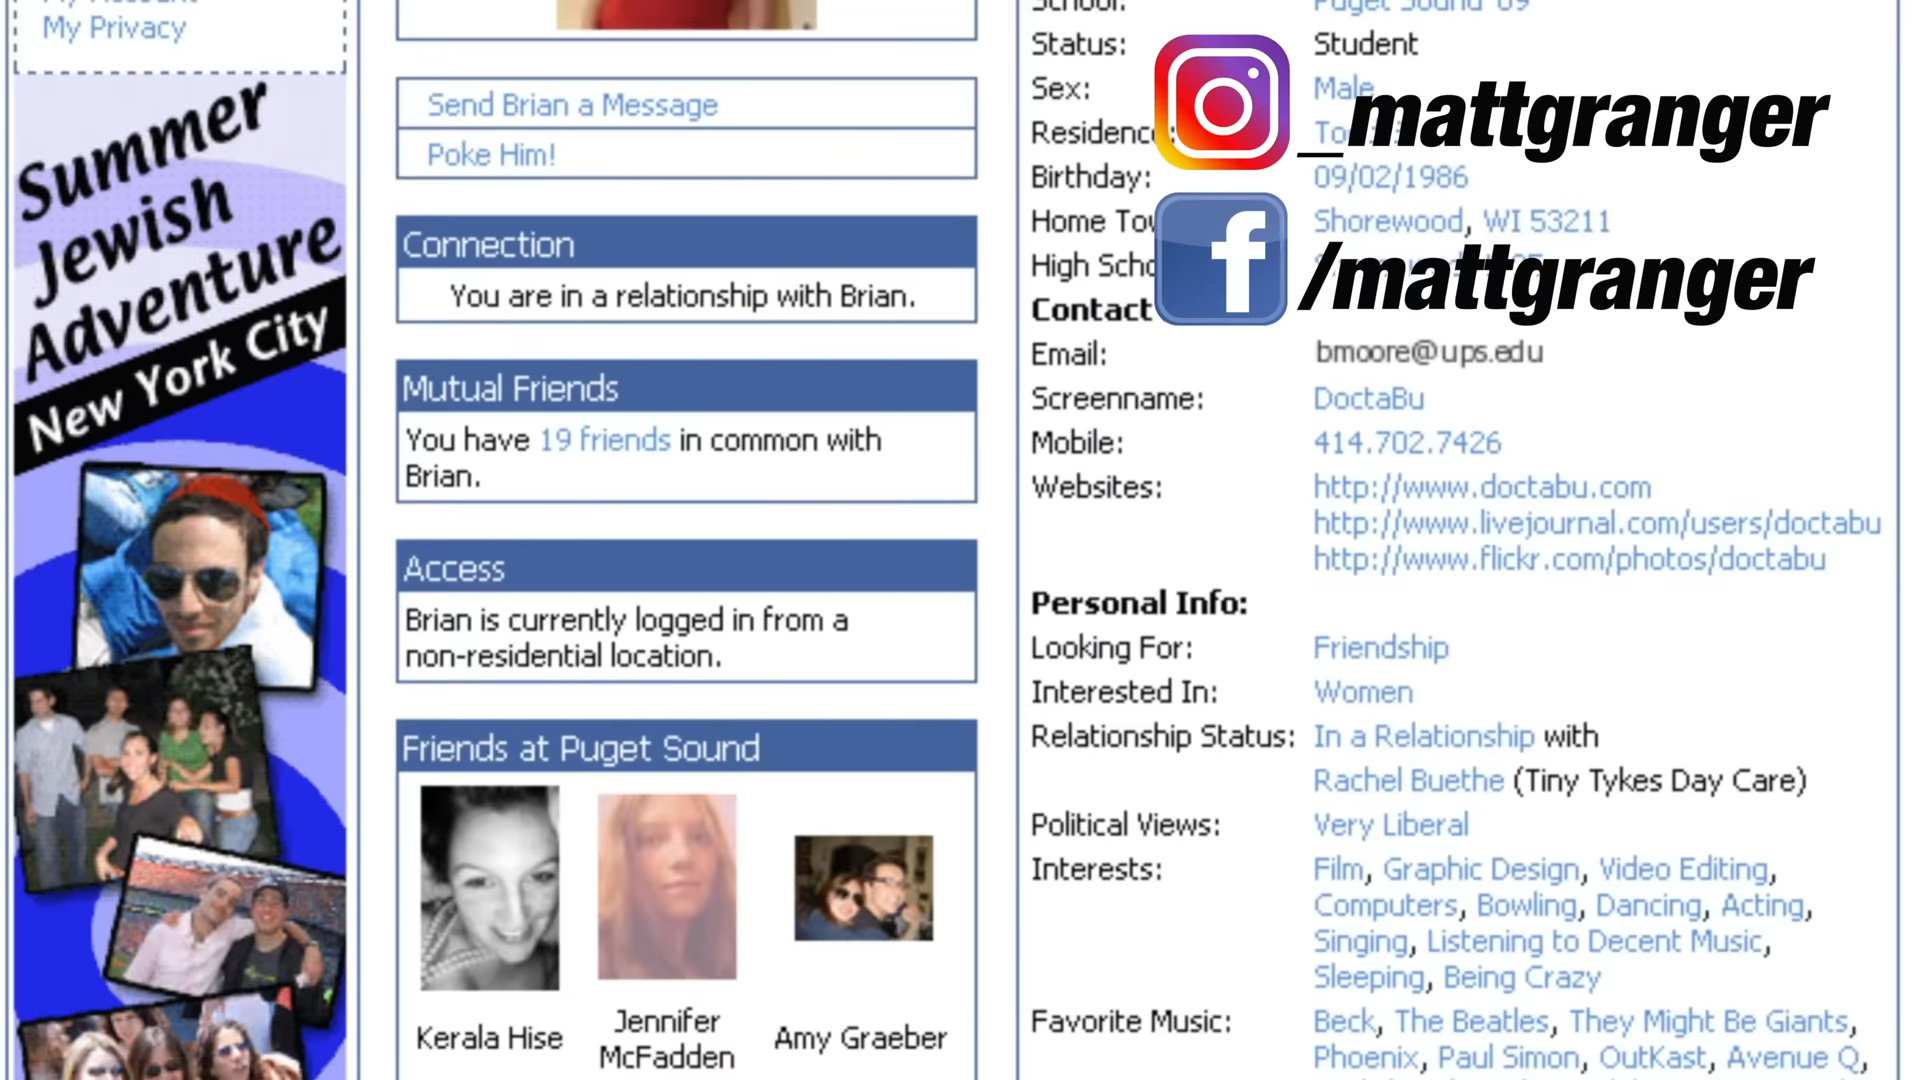 My Privacy
Summer
Jewish
Adventure
New York City
Send Brian a Message
Poke Him!
Connection
You are in a relationship with Brian.
Mutual Friends
You have 19 friends in common with
Brian.
Access
Brian is currently logged in from a
non-residential location.
Friends at Puget Sound
Kerala Hise
Jennifer
McFadden
Amy Graeber
School: Puget Sound '09
Status: Student
Sex: Male
Residence:
Birthday: 09/02/1986
Shorewood, WI 53211
Contact
Email: bmoore@ups.edu
Screenname: DoctaBu
Mobile: 414.702.7426
Websites: http://www.doctabu.com
http://www.livejournal.com/users/doctabu
http://www.flickr.com/photos/doctabu
Personal Info:
Looking For: Friendship
Interested In: Women
Relationship Status: In a Relationship with
Rachel Buethe (Tiny Tykes Day Care)
Political Views: Very Liberal
Interests: Film, Graphic Design, Video Editing,
Computers, Bowling, Dancing, Acting,
Singing, Listening to Decent Music,
Sleeping, Being Crazy
Favorite Music: Beck, The Beatles, They Might Be Giants,
Phoenix, Paul Simon, OutKast, Avenue Q,
_mattgranger
f /mattgranger